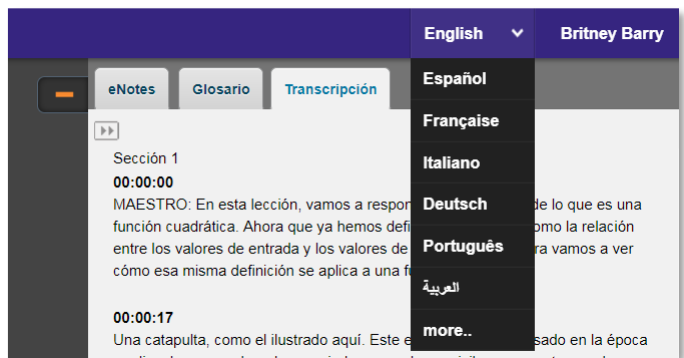 English Britney Barry
eNotes Glosario Transcripción
Español
Française
Italiano
Deutsch
Português
العربية
more..
Sección 1
00:00:00
MAESTRO: En esta lección, vamos a de lo que es una
función cuadrática. Ahora que ya hemos omo la relación
entre los valores de entrada y los valores de ra vamos a ver
cómo esa misma definición se aplica a una
00:00:17
Una catapulta, como el ilustrado aquí. Este sado en la época